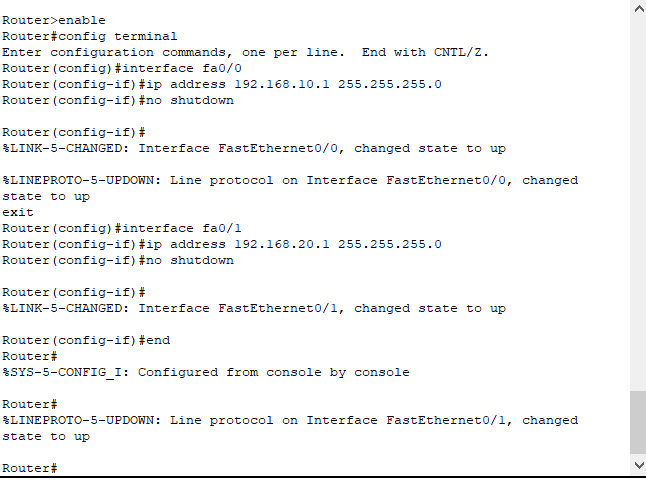 Router>enable
Router#config terminal
Enter configuration commands, one per line.  End with CNTL/Z.
Router(config)#interface fa0/0
Router(config-if)#ip address 192.168.10.1 255.255.255.0
Router(config-if)#no shutdown
Router(config-if)#
%LINK-5-CHANGED: Interface FastEthernet0/0, changed state to up
%LINEPROTO-5-UPDOWN: Line protocol on Interface FastEthernet0/0, changed
state to up
exit
Router(config)#interface fa0/1
Router(config-if)#ip address 192.168.20.1 255.255.255.0
Router(config-if)#no shutdown
Router(config-if)#
%LINK-5-CHANGED: Interface FastEthernet0/1, changed state to up
Router(config-if)#end
Router#
%SYS-5-CONFIG_I: Configured from console by console
Router#
%LINEPROTO-5-UPDOWN: Line protocol on Interface FastEthernet0/1, changed
state to up
Router#